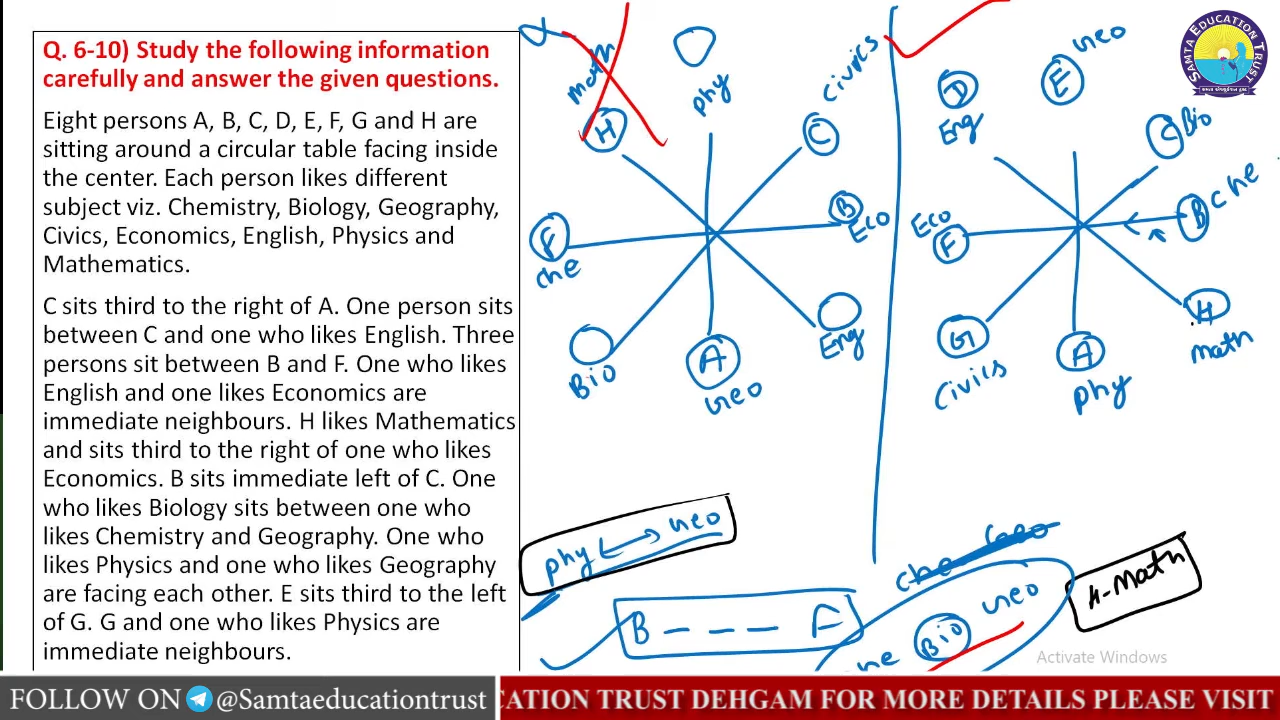 Q. 6-10) Study the following information
carefully and answer the given questions.
Eight persons A, B, C, D, E, F, G and H are
sitting around a circular table facing inside
the center. Each person likes different
subject viz. Chemistry, Biology, Geography,
Civics, Economics, English, Physics and
Mathematics.
C sits third to the right of A. One person sits
between C and one who likes English. Three
persons sit between B and F. One who likes
English and one likes Economics are
immediate neighbours. H likes Mathematics
and sits third to the right of one who likes
Economics. B sits immediate left of C. One
who likes Biology sits between one who
likes Chemistry and Geography. One who
likes Physics and one who likes Geography
are facing each other. E sits third to the left
of G. G and one who likes Physics are
immediate neighbours.
math
H
phy
civics
C
F
che
B
Eco
Bio
A
Geo
Eng
D
Eng
E
Geo
C
Bio
Eco
F
B
che
G
civics
A
phy
H
math
phy Geo
B F
che Geo
Bio
Geo
H-Math
SAMTA EDUCATION TRUST
Activate Windows
FOLLOW ON @Samtaeducationtrust
CATION TRUST DEHGAM FOR MORE DETAILS PLEASE VISIT